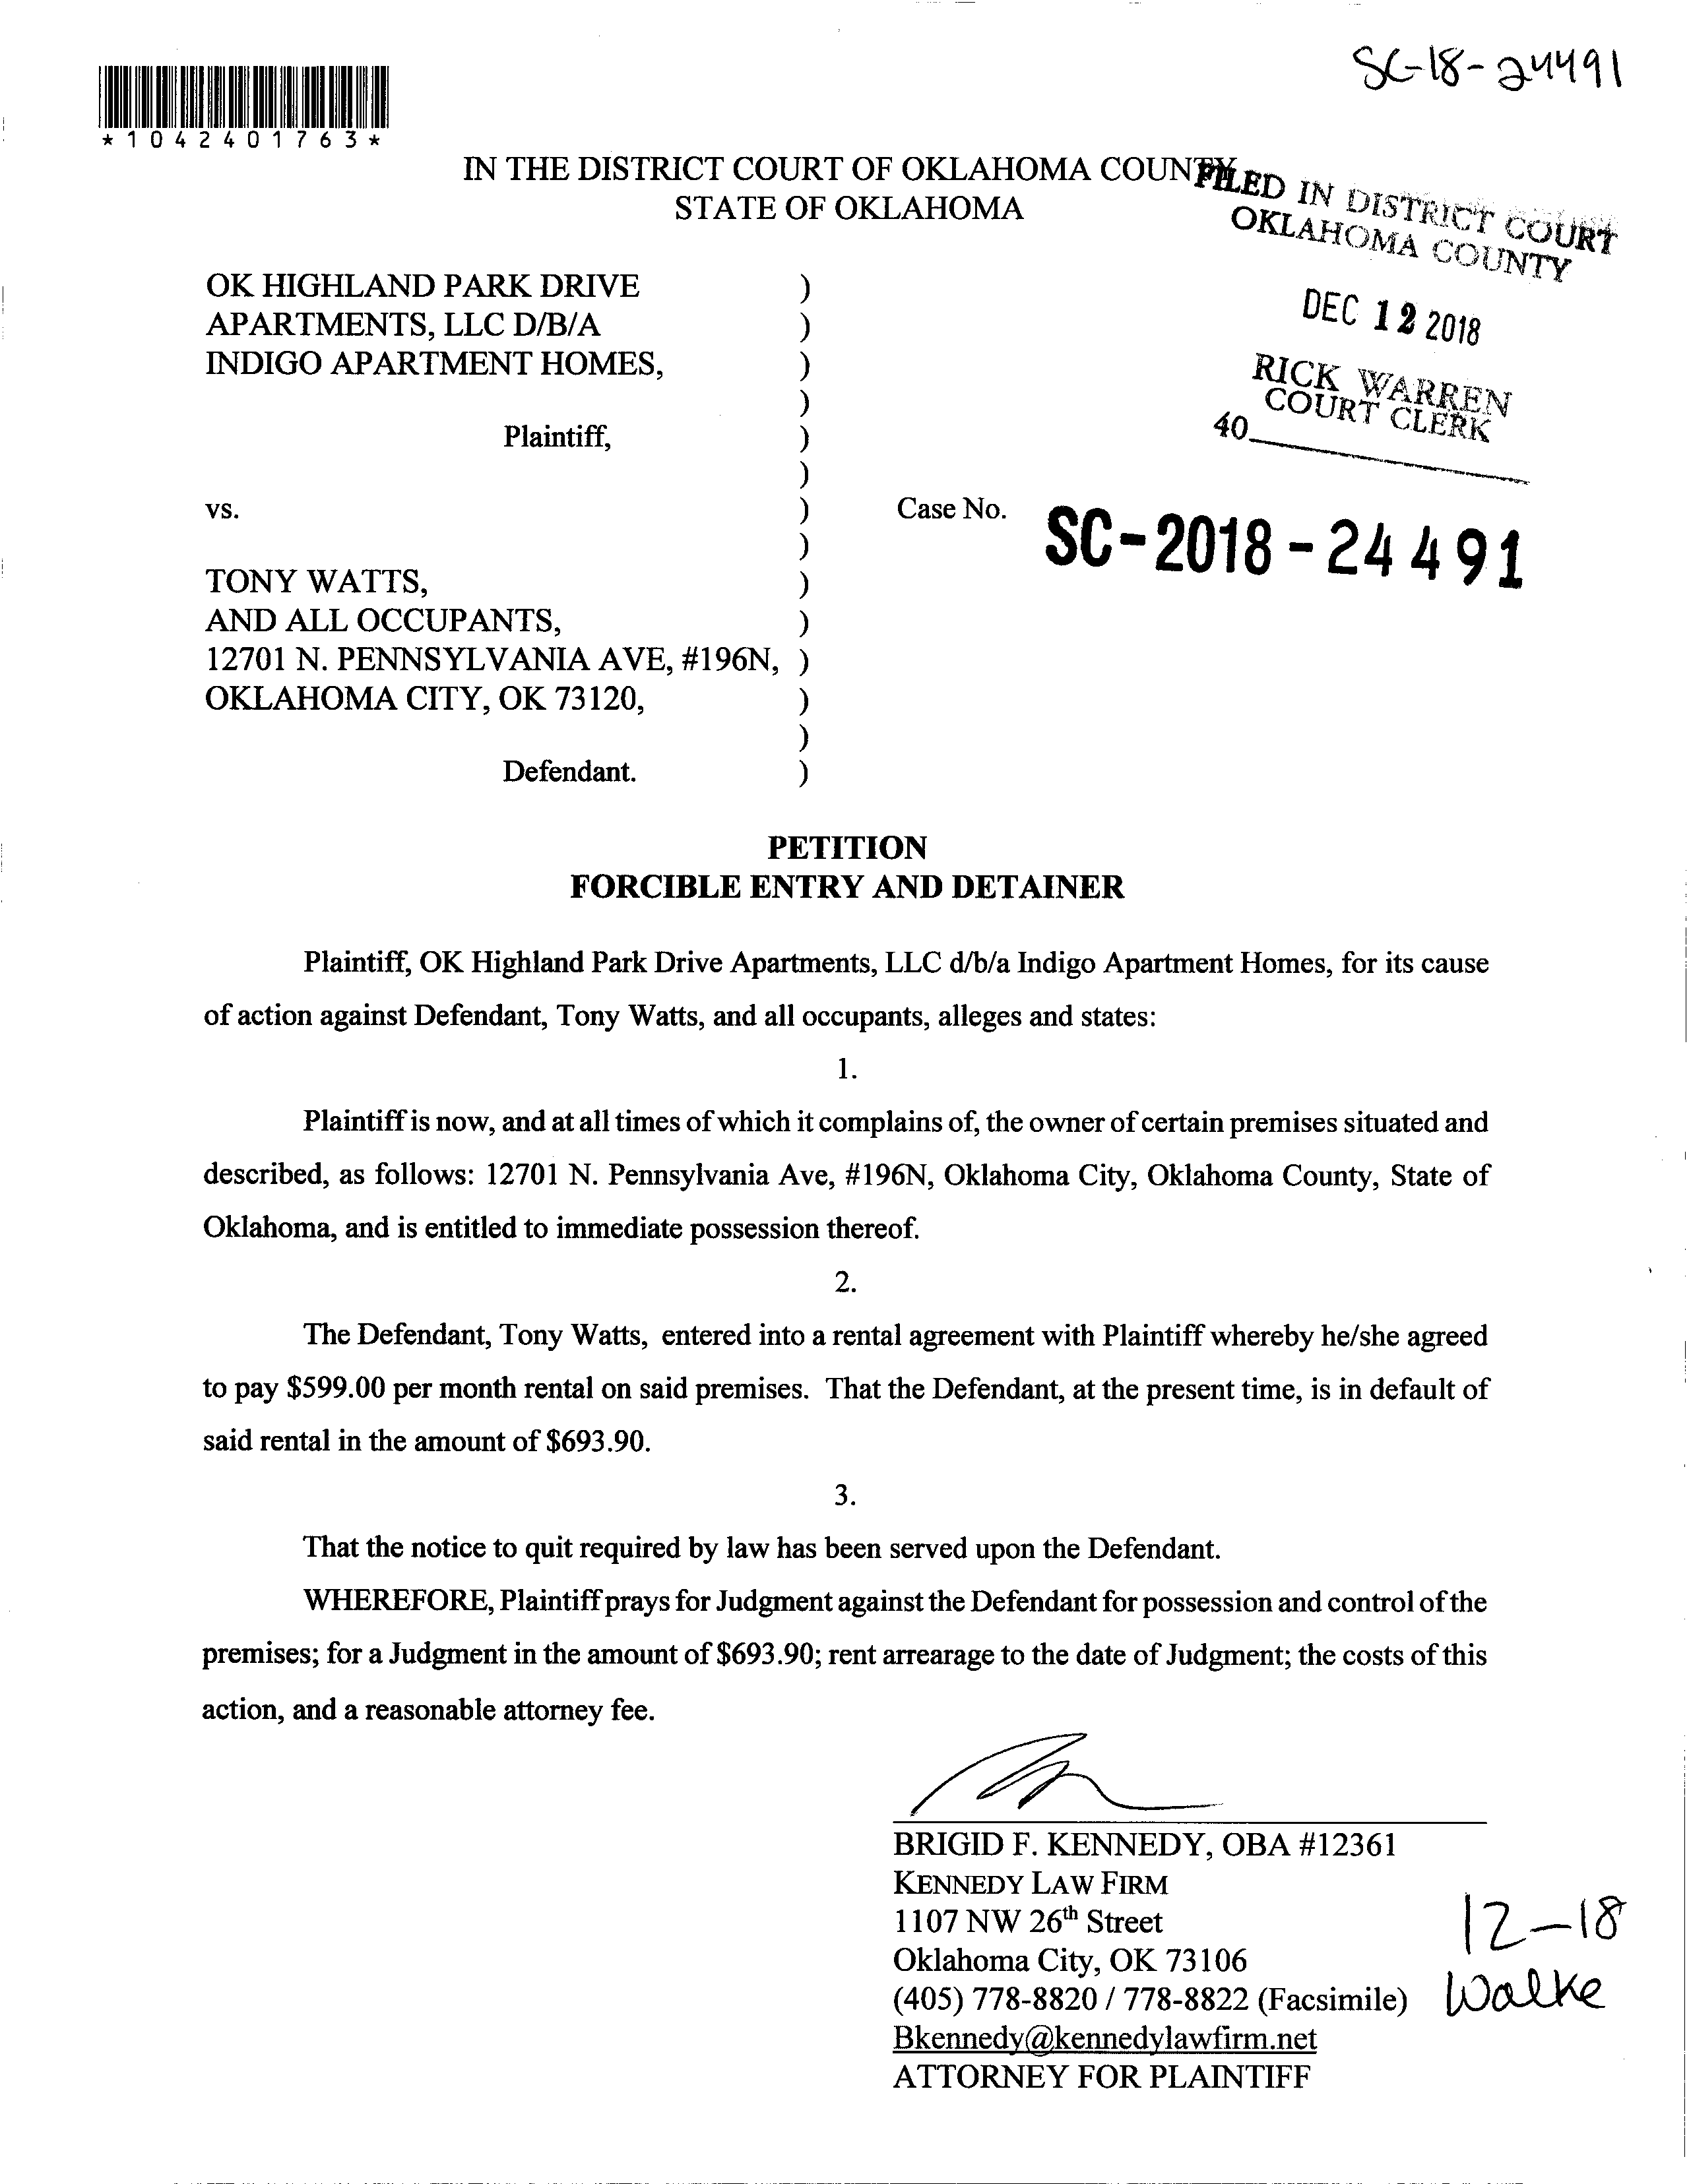 SC-18-24491
*1042401763*
IN THE DISTRICT COURT OF OKLAHOMA COUNTY
STATE OF OKLAHOMA
FILED IN DISTRICT COURT
OKLAHOMA COUNTY
DEC 12 2018
RICK WARREN
COURT CLERK
40
OK HIGHLAND PARK DRIVE )
APARTMENTS, LLC D/B/A )
INDIGO APARTMENT HOMES, )
)
Plaintiff, )
)
vs. ) Case No. SC-2018-24491
)
TONY WATTS, )
AND ALL OCCUPANTS, )
12701 N. PENNSYLVANIA AVE, #196N, )
OKLAHOMA CITY, OK 73120, )
)
Defendant. )
PETITION
FORCIBLE ENTRY AND DETAINER
Plaintiff, OK Highland Park Drive Apartments, LLC d/b/a Indigo Apartment Homes, for its cause
of action against Defendant, Tony Watts, and all occupants, alleges and states:
1.
Plaintiff is now, and at all times of which it complains of, the owner of certain premises situated and
described, as follows: 12701 N. Pennsylvania Ave, #196N, Oklahoma City, Oklahoma County, State of
Oklahoma, and is entitled to immediate possession thereof.
2.
The Defendant, Tony Watts, entered into a rental agreement with Plaintiff whereby he/she agreed
to pay $599.00 per month rental on said premises. That the Defendant, at the present time, is in default of
said rental in the amount of $693.90.
3.
That the notice to quit required by law has been served upon the Defendant.
WHEREFORE, Plaintiff prays for Judgment against the Defendant for possession and control of the
premises; for a Judgment in the amount of $693.90; rent arrearage to the date of Judgment; the costs of this
action, and a reasonable attorney fee.
BRIGID F. KENNEDY, OBA #12361
KENNEDY LAW FIRM
1107 NW 26th Street
Oklahoma City, OK 73106
(405) 778-8820 / 778-8822 (Facsimile)
Bkennedy@kennedylawfirm.net
ATTORNEY FOR PLAINTIFF
12-18
Walke